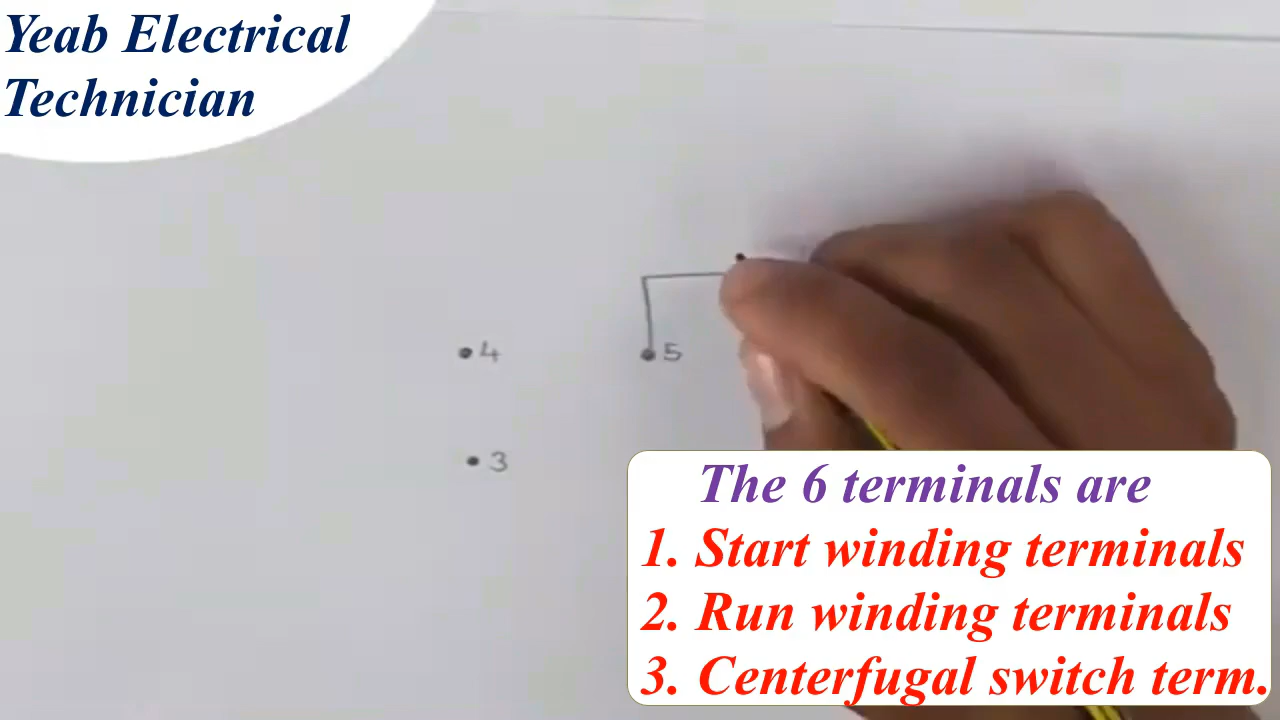 Yeab Electrical
Technician
4
5
3
The 6 terminals are
1. Start winding terminals
2. Run winding terminals
3. Centerfugal switch term.